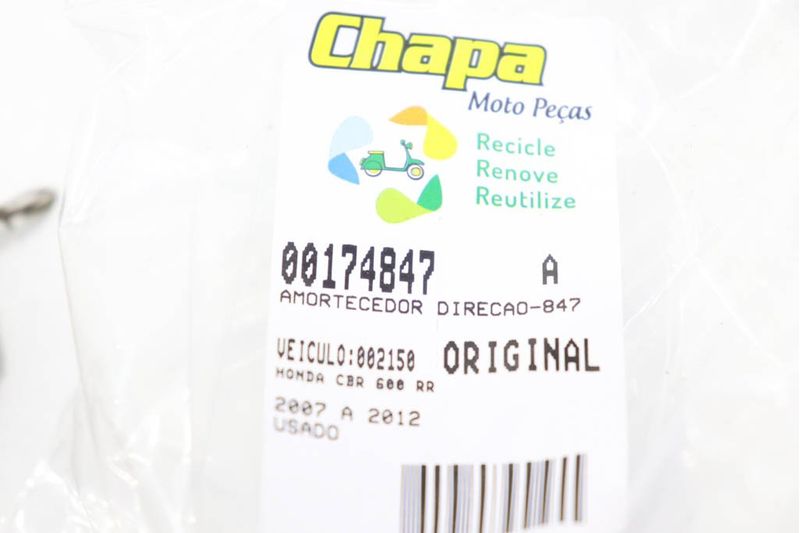 Chapa
Moto Peças
Recicle
Renove
Reutilize
00174847 A
AMORTECEDOR DIRECAO-847
VEICULO:002150 ORIGINAL
HONDA CBR 600 RR
2007 A 2012
USADO